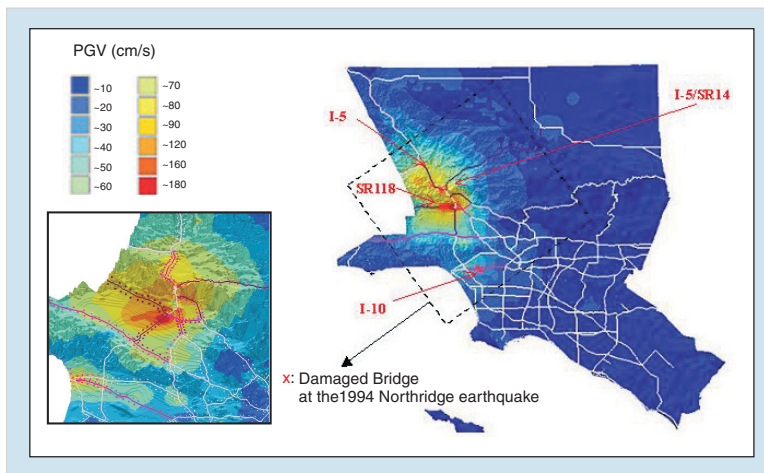 PGV (cm/s)
~10
~20
~30
~40
~50
~60
~70
~80
~90
~120
~160
~180
I-5
I-5/SR14
SR118
I-10
x: Damaged Bridge
at the1994 Northridge earthquake